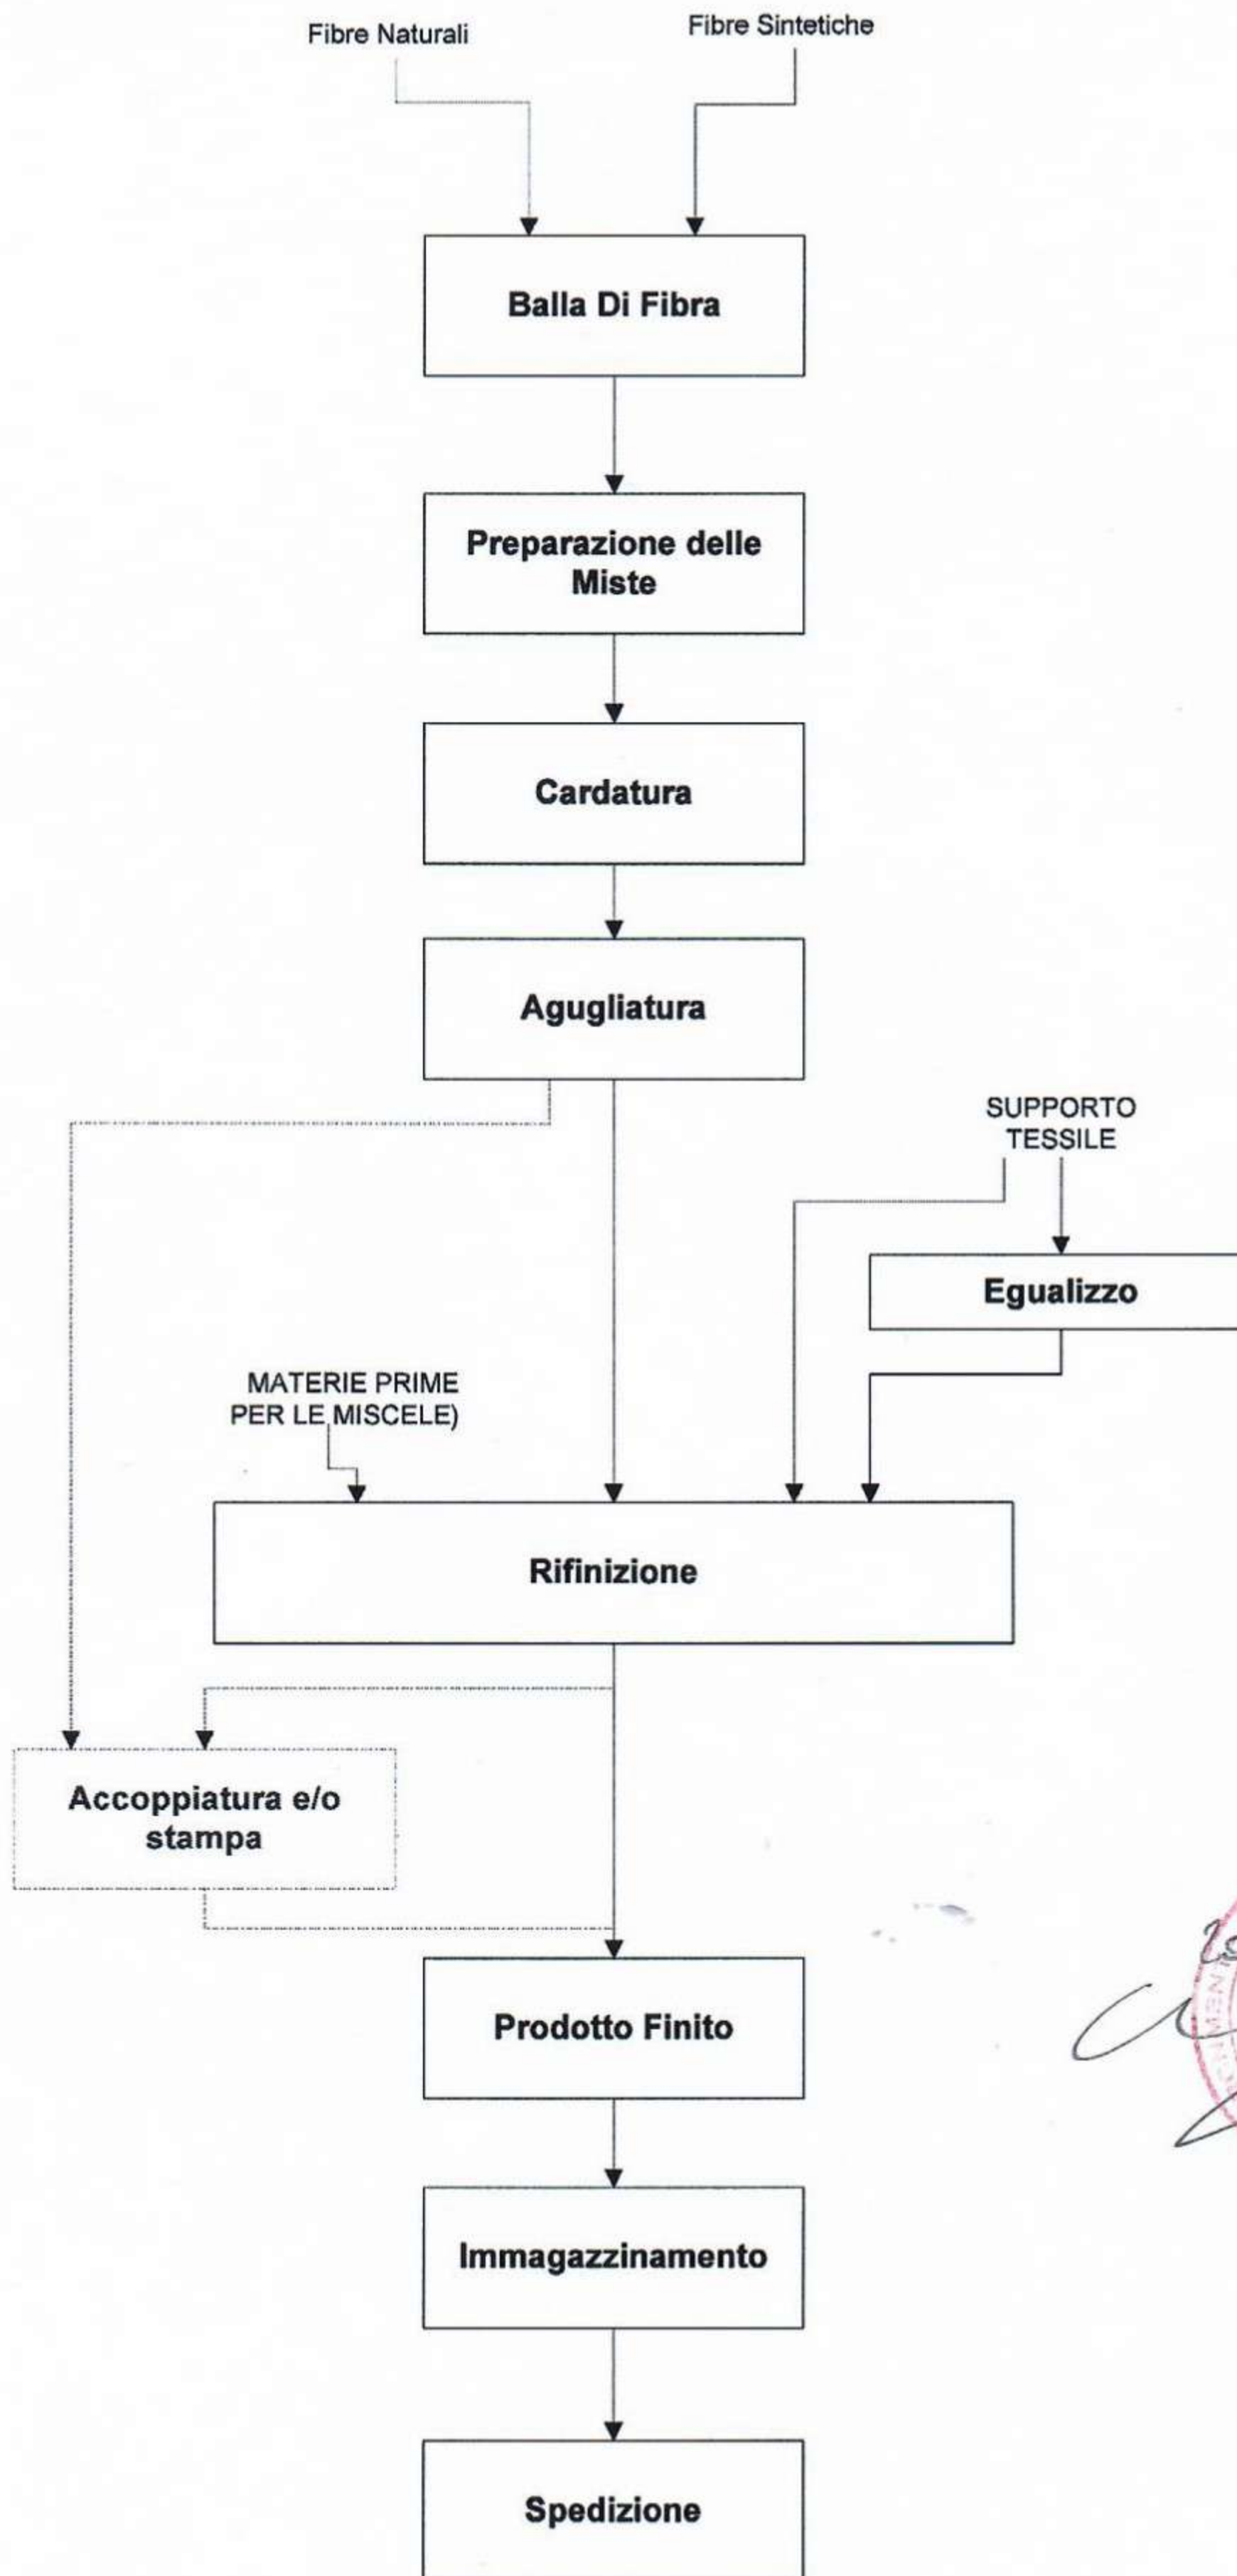 Fibre Naturali
Fibre Sintetiche
Balla Di Fibra
Preparazione delle
Miste
Cardatura
Agugliatura
SUPPORTO
TESSILE
Egualizzo
MATERIE PRIME
PER LE MISCELE)
Rifinizione
Accoppiatura e/o
stampa
Prodotto Finito
Immagazzinamento
Spedizione